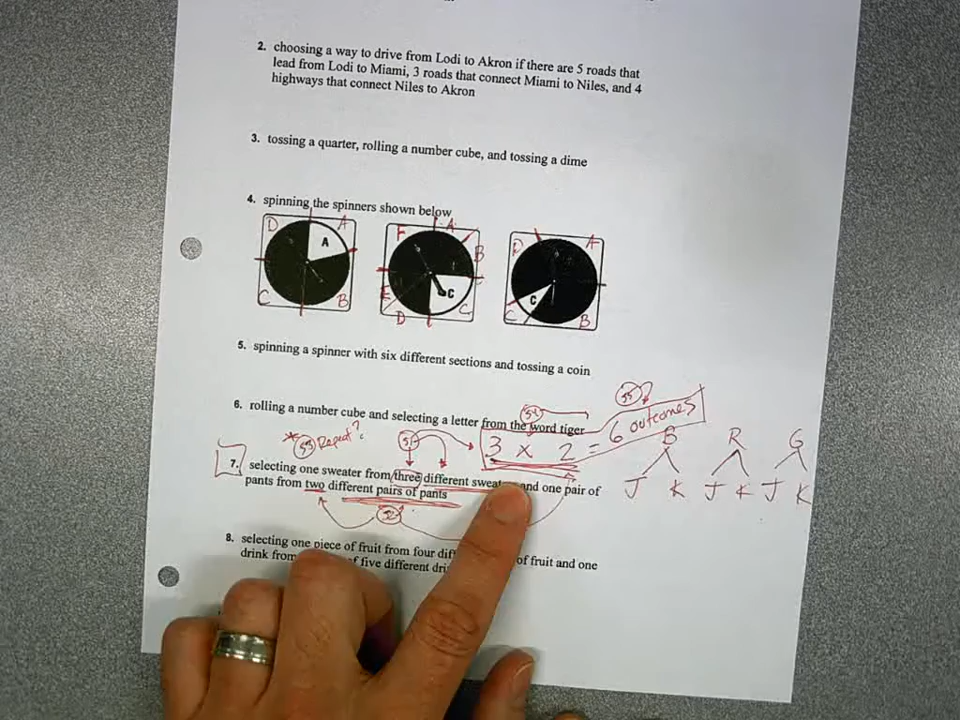 2. choosing a way to drive from Lodi to Akron if there are 5 roads that
lead from Lodi to Miami, 3 roads that connect Miami to Niles, and 4
highways that connect Niles to Akron
3. tossing a quarter, rolling a number cube, and tossing a dime
4. spinning the spinners shown below
D A F A B D A
A C C
C B E D C C B
5. spinning a spinner with six different sections and tossing a coin
6. rolling a number cube and selecting a letter from the word tiger
Repeat?
3 x 2 = 6 outcomes
B R G
J K J K J K
7. selecting one sweater from three different and one pair of
pants from two different pairs of pants
8. selecting one piece of fruit from four of fruit and one
drink from of five different